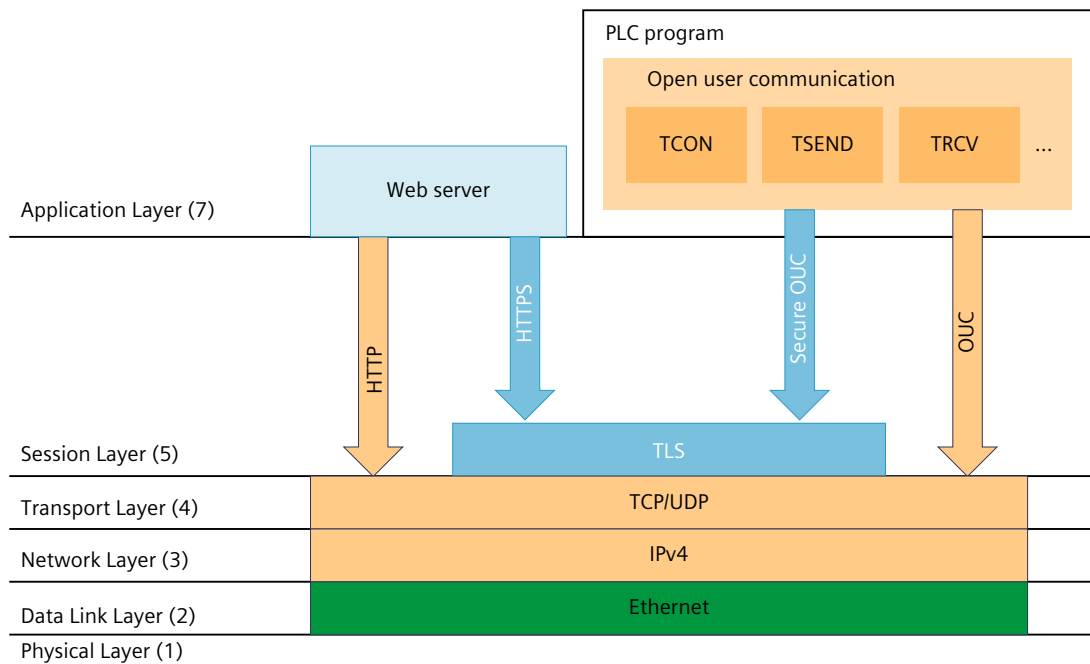 PLC program
Open user communication
TCON
TSEND
TRCV
...
Web server
Application Layer (7)
HTTP
HTTPS
Secure OUC
OUC
Session Layer (5)
TLS
Transport Layer (4)
TCP/UDP
Network Layer (3)
IPv4
Data Link Layer (2)
Ethernet
Physical Layer (1)